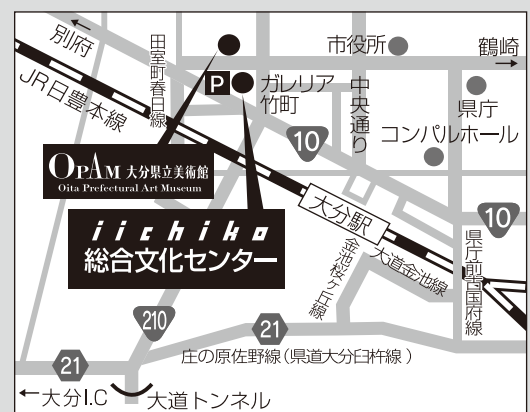 ←
別府
JR日豊本線
田室町春日線
P
ガレリア
竹町
市役所
鶴崎
→
中央通り
県庁
コンパルホール
10
OPAM 大分県立美術館
Oita Prefectural Art Museum
iichiko
総合文化センター
大分駅
10
金池桜ヶ丘線
大道金池線
県庁前古国府線
210
21
庄の原佐野線(県道大分臼杵線)
21
←大分I.C
大道トンネル